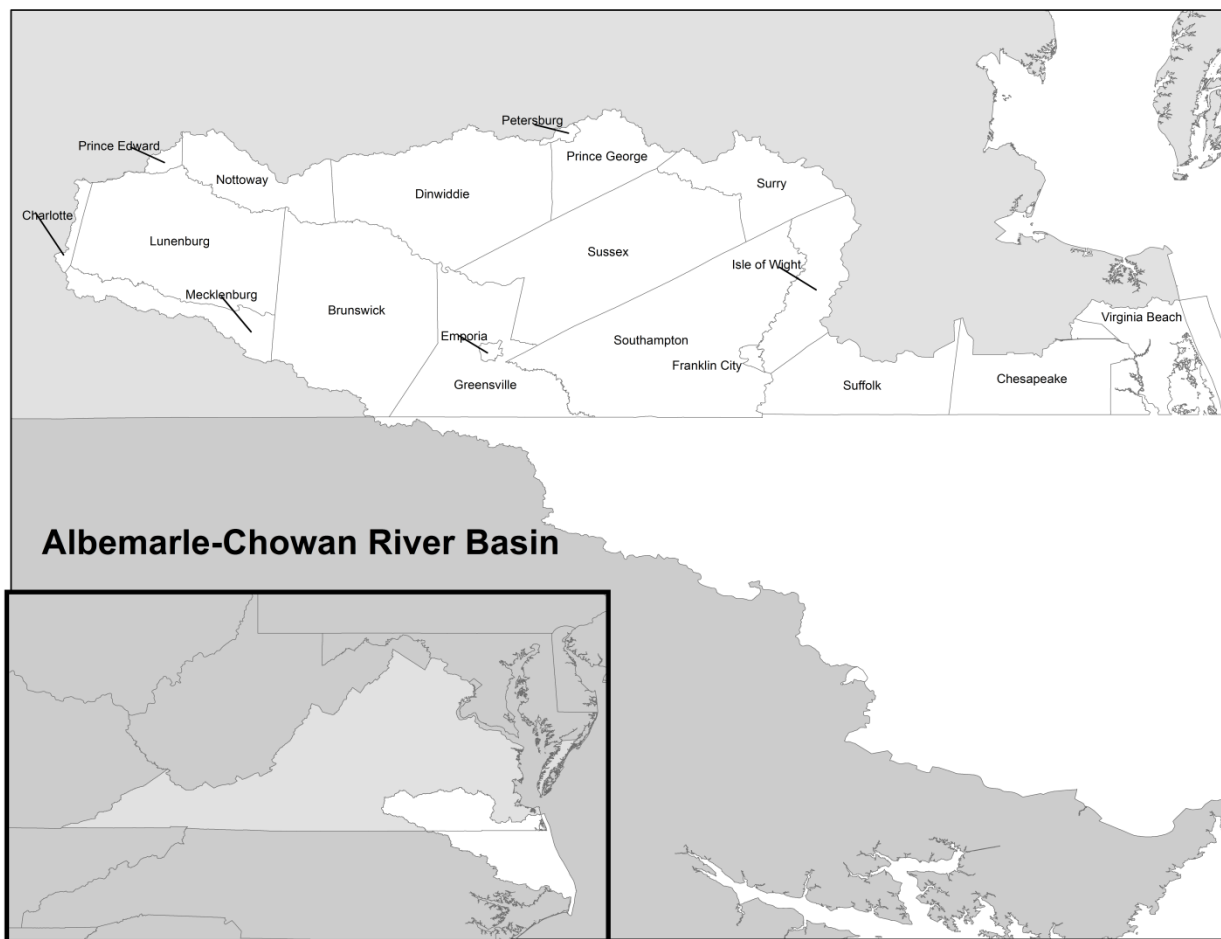 Petersburg
Prince Edward
Prince George
Nottoway
Dinwiddie
Surry
Charlotte
Lunenburg
Sussex
Isle of Wight
Mecklenburg
Brunswick
Virginia Beach
Emporia
Southampton
Franklin City
Greensville
Suffolk
Chesapeake
Albemarle-Chowan River Basin